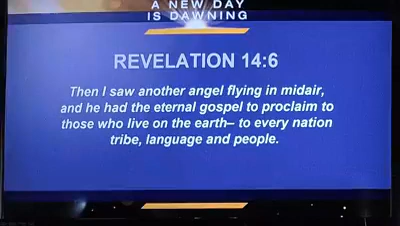 A NEW DAY
IS DAWNING
REVELATION 14:6
Then I saw another angel flying in midair,
and he had the eternal gospel to proclaim to
those who live on the earth– to every nation
tribe, language and people.